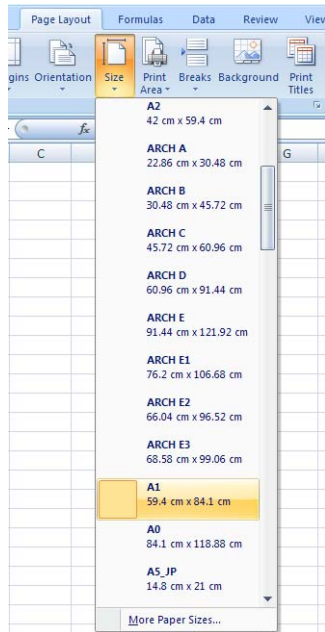 Page Layout Formulas Data Review
Orientation Size Print Area Breaks Background Print Titles
fx
C G
A2
42 cm x 59.4 cm
ARCH A
22.86 cm x 30.48 cm
ARCH B
30.48 cm x 45.72 cm
ARCH C
45.72 cm x 60.96 cm
ARCH D
60.96 cm x 91.44 cm
ARCH E
91.44 cm x 121.92 cm
ARCH E1
76.2 cm x 106.68 cm
ARCH E2
66.04 cm x 96.52 cm
ARCH E3
68.58 cm x 99.06 cm
A1
59.4 cm x 84.1 cm
A0
84.1 cm x 118.88 cm
A5_JP
14.8 cm x 21 cm
More Paper Sizes...